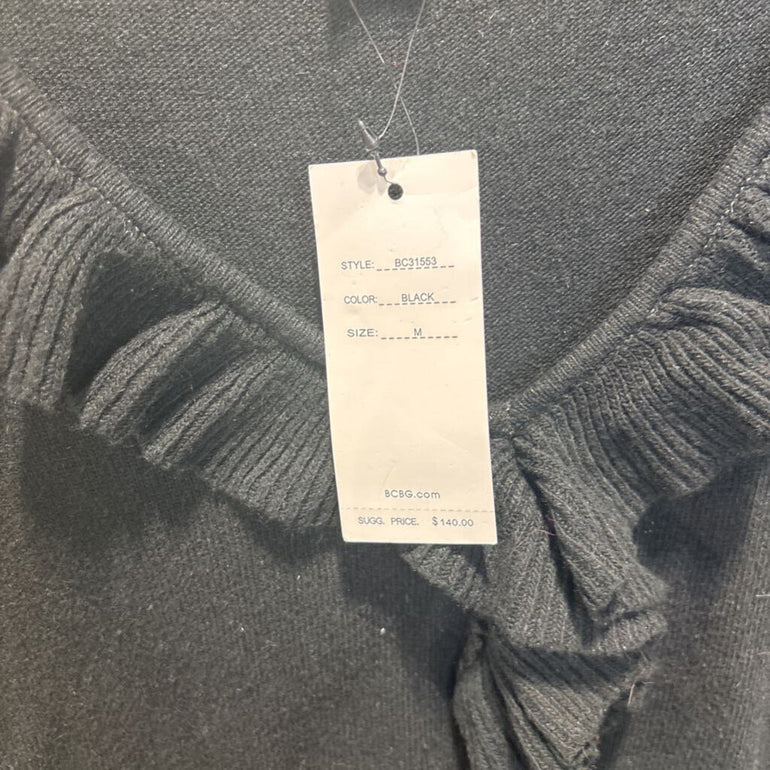 STYLE: BC31553
COLOR: BLACK
SIZE: M
BCBG.com
SUGG. PRICE. $140.00